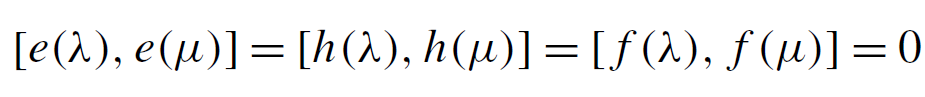 [e(λ), e(μ)] = [h(λ), h(μ)] = [f(λ), f(μ)] = 0